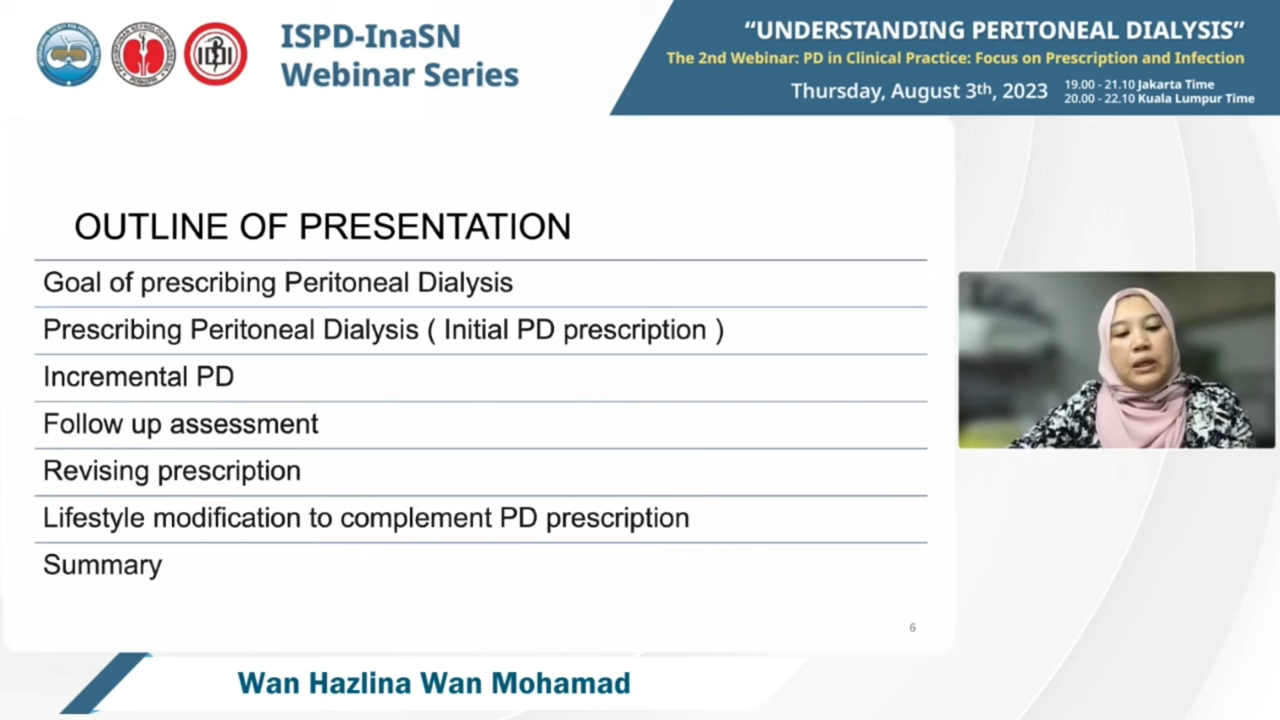 ISPD-InaSN
Webinar Series
“UNDERSTANDING PERITONEAL DIALYSIS”
The 2nd Webinar: PD in Clinical Practice: Focus on Prescription and Infection
Thursday, August 3th, 2023
19.00 - 21.10 Jakarta Time
20.00 - 22.10 Kuala Lumpur Time
OUTLINE OF PRESENTATION
Goal of prescribing Peritoneal Dialysis
Prescribing Peritoneal Dialysis ( Initial PD prescription )
Incremental PD
Follow up assessment
Revising prescription
Lifestyle modification to complement PD prescription
Summary
6
Wan Hazlina Wan Mohamad